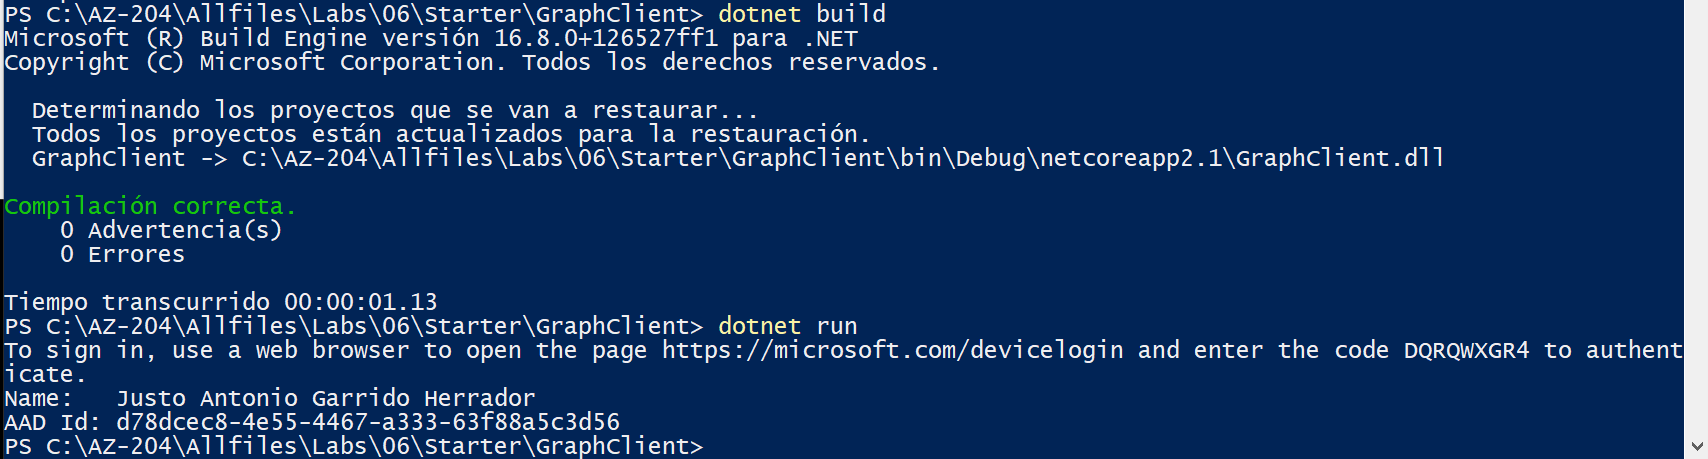 PS C:\AZ-204\Allfiles\Labs\06\Starter\GraphClient> dotnet build
Microsoft (R) Build Engine versión 16.8.0+126527ff1 para .NET
Copyright (C) Microsoft Corporation. Todos los derechos reservados.
Determinando los proyectos que se van a restaurar...
Todos los proyectos están actualizados para la restauración.
GraphClient -> C:\AZ-204\Allfiles\Labs\06\Starter\GraphClient\bin\Debug\netcoreapp2.1\GraphClient.dll
Compilación correcta.
0 Advertencia(s)
0 Errores
Tiempo transcurrido 00:00:01.13
PS C:\AZ-204\Allfiles\Labs\06\Starter\GraphClient> dotnet run
To sign in, use a web browser to open the page https://microsoft.com/devicelogin and enter the code DQRQWXGR4 to authent
icate.
Name:   Justo Antonio Garrido Herrador
AAD Id: d78dcec8-4e55-4467-a333-63f88a5c3d56
PS C:\AZ-204\Allfiles\Labs\06\Starter\GraphClient>